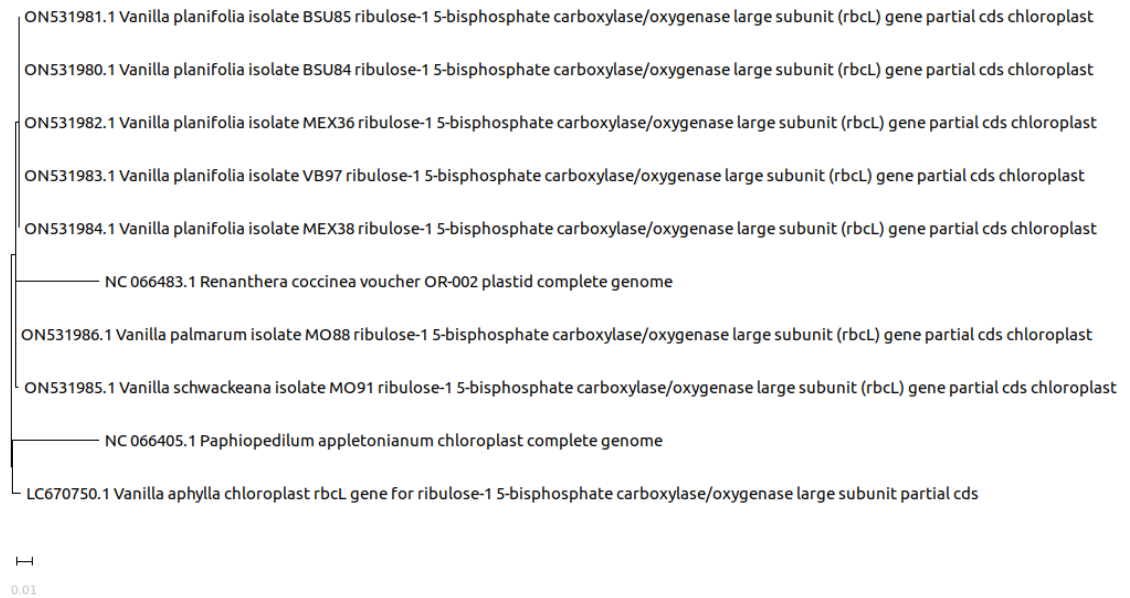 ON531981.1 Vanilla planifolia isolate BSU85 ribulose-1 5-bisphosphate carboxylase/oxygenase large subunit (rbcL) gene partial cds chloroplast
ON531980.1 Vanilla planifolia isolate BSU84 ribulose-1 5-bisphosphate carboxylase/oxygenase large subunit (rbcL) gene partial cds chloroplast
ON531982.1 Vanilla planifolia isolate MEX36 ribulose-1 5-bisphosphate carboxylase/oxygenase large subunit (rbcL) gene partial cds chloroplast
ON531983.1 Vanilla planifolia isolate VB97 ribulose-1 5-bisphosphate carboxylase/oxygenase large subunit (rbcL) gene partial cds chloroplast
ON531984.1 Vanilla planifolia isolate MEX38 ribulose-1 5-bisphosphate carboxylase/oxygenase large subunit (rbcL) gene partial cds chloroplast
NC 066483.1 Renanthera coccinea voucher OR-002 plastid complete genome
ON531986.1 Vanilla palmarum isolate MO88 ribulose-1 5-bisphosphate carboxylase/oxygenase large subunit (rbcL) gene partial cds chloroplast
ON531985.1 Vanilla schwackeana isolate MO91 ribulose-1 5-bisphosphate carboxylase/oxygenase large subunit (rbcL) gene partial cds chloroplast
NC 066405.1 Paphiopedilum appletonianum chloroplast complete genome
LC670750.1 Vanilla aphylla chloroplast rbcL gene for ribulose-1 5-bisphosphate carboxylase/oxygenase large subunit partial cds
0.01